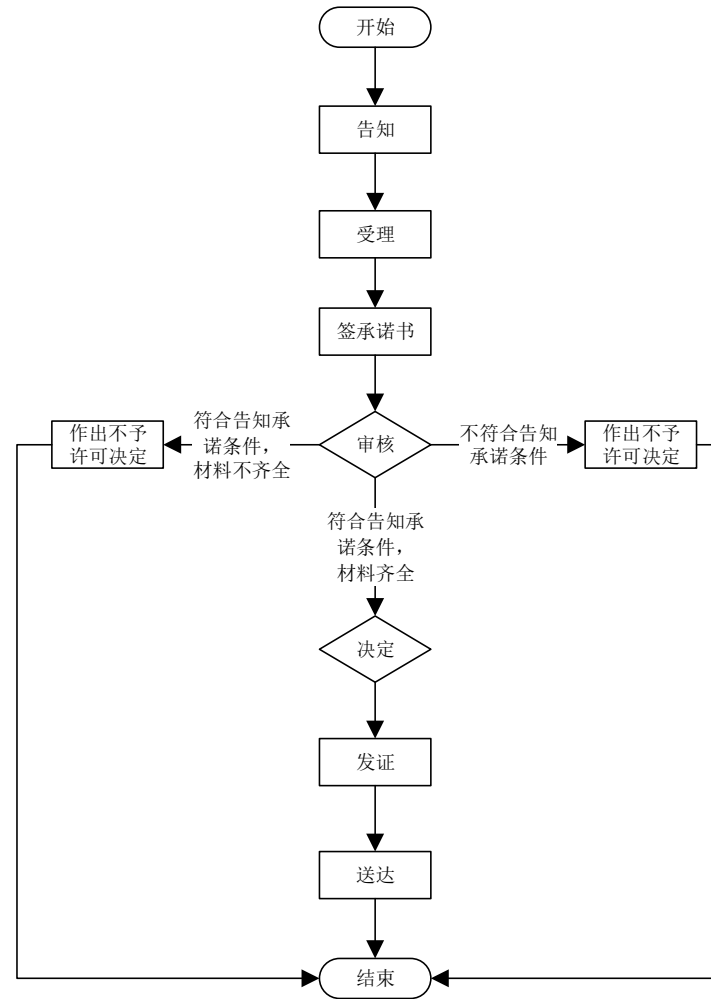 开始
告知
受理
签承诺书
审核
符合告知承
诺条件，
材料不齐全
作出不予
许可决定
不符合告知
承诺条件
作出不予
许可决定
符合告知承
诺条件，
材料齐全
决定
发证
送达
结束